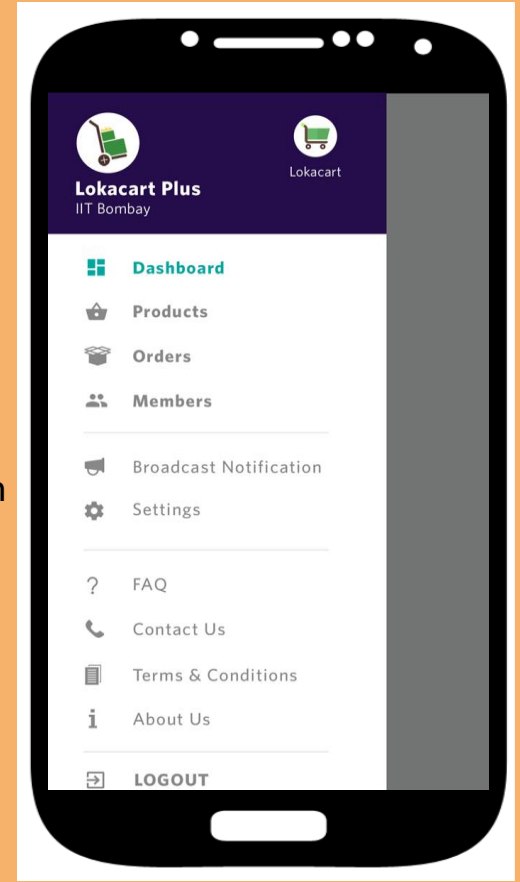 Lokacart Plus
IIT Bombay
Lokacart
Dashboard
Products
Orders
Members
n
Broadcast Notification
Settings
? FAQ
Contact Us
Terms & Conditions
i About Us
LOGOUT